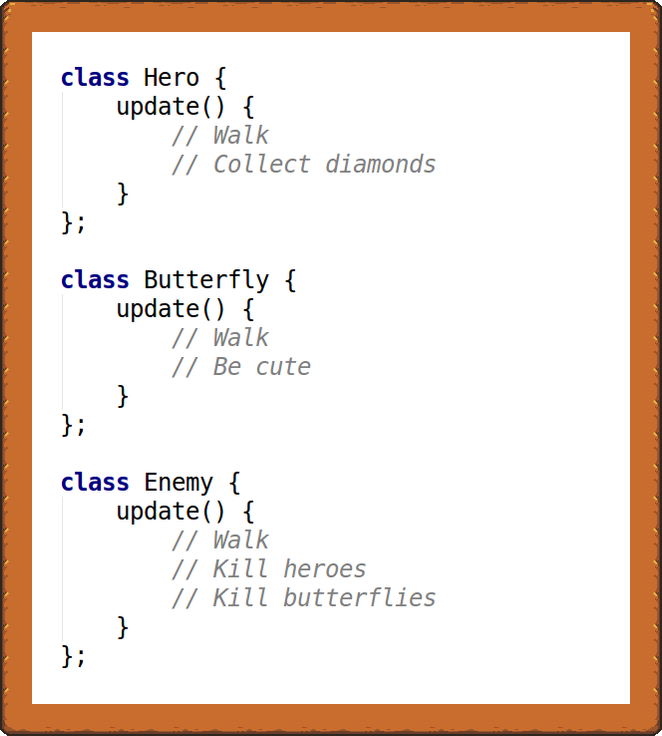 class Hero {
    update() {
        // Walk
        // Collect diamonds
    }
};

class Butterfly {
    update() {
        // Walk
        // Be cute
    }
};

class Enemy {
    update() {
        // Walk
        // Kill heroes
        // Kill butterflies
    }
};